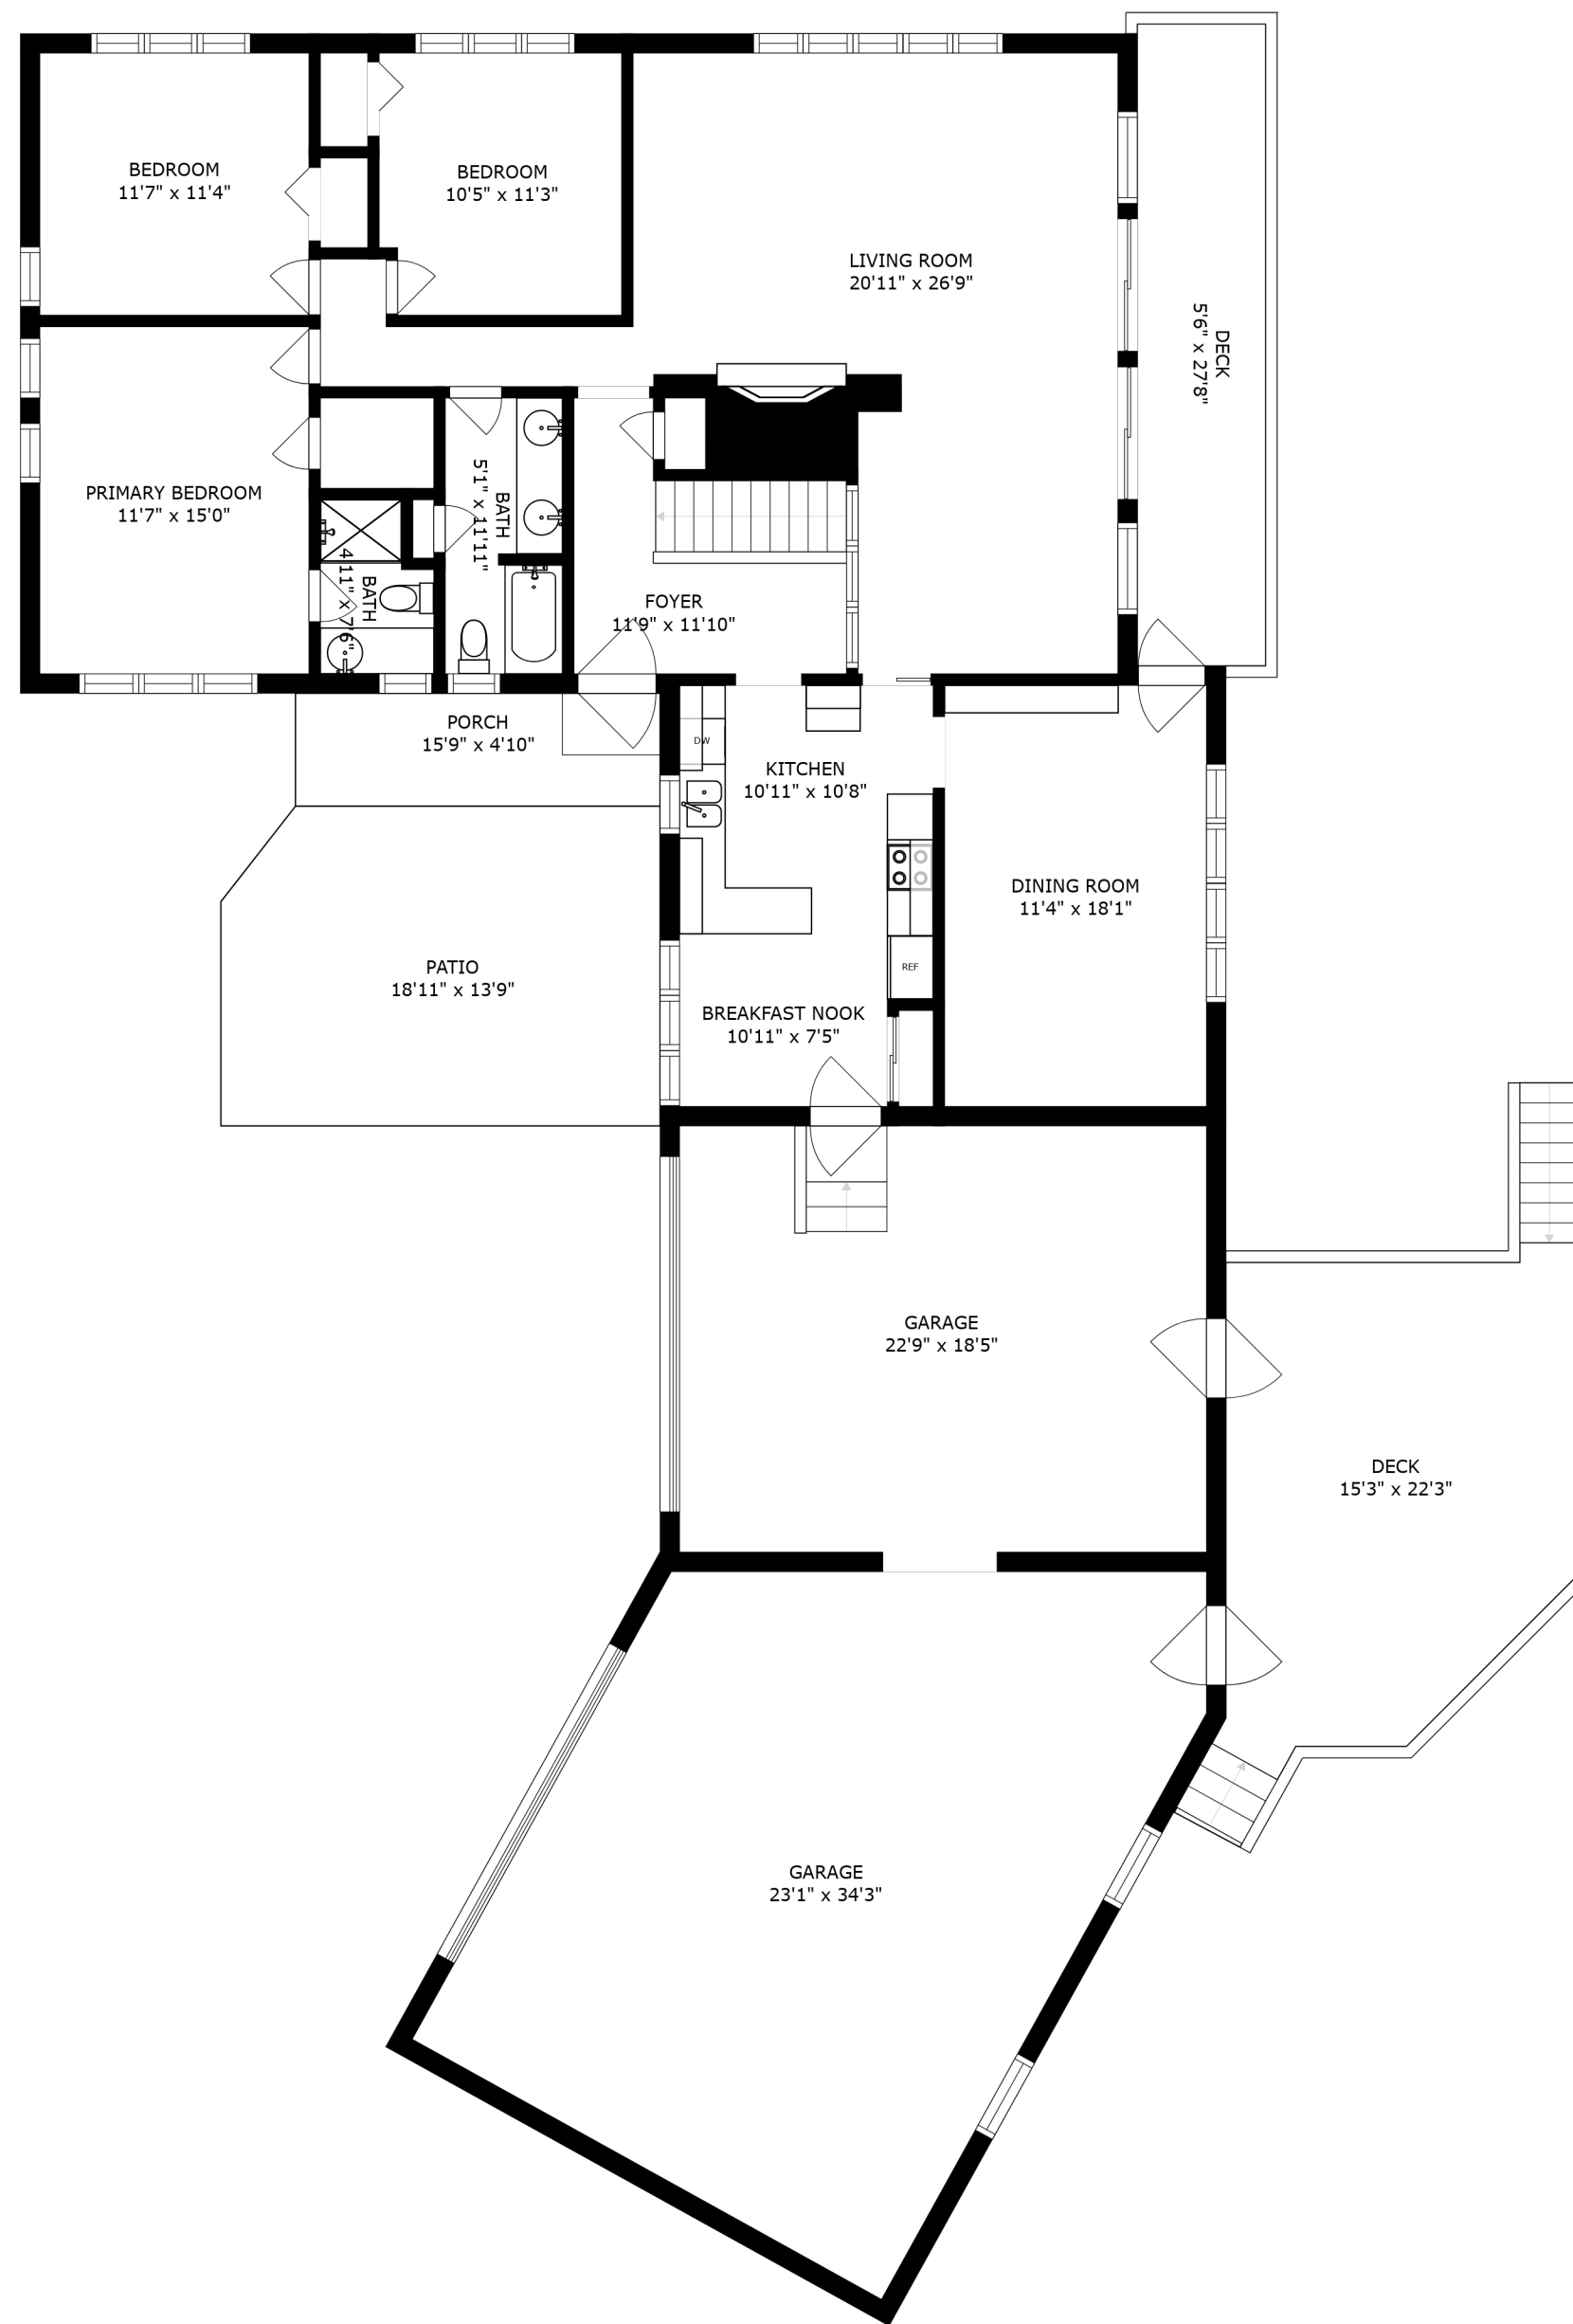 BEDROOM
11'7" x 11'4"
BEDROOM
10'5" x 11'3"
LIVING ROOM
20'11" x 26'9"
DECK
5'6" x 27'8"
PRIMARY BEDROOM
11'7" x 15'0"
BATH
5'1" x 11'11"
BATH
4'11" x 7'6"
FOYER
11'9" x 11'10"
PORCH
15'9" x 4'10"
DW
KITCHEN
10'11" x 10'8"
DINING ROOM
11'4" x 18'1"
PATIO
18'11" x 13'9"
REF
BREAKFAST NOOK
10'11" x 7'5"
GARAGE
22'9" x 18'5"
DECK
15'3" x 22'3"
GARAGE
23'1" x 34'3"